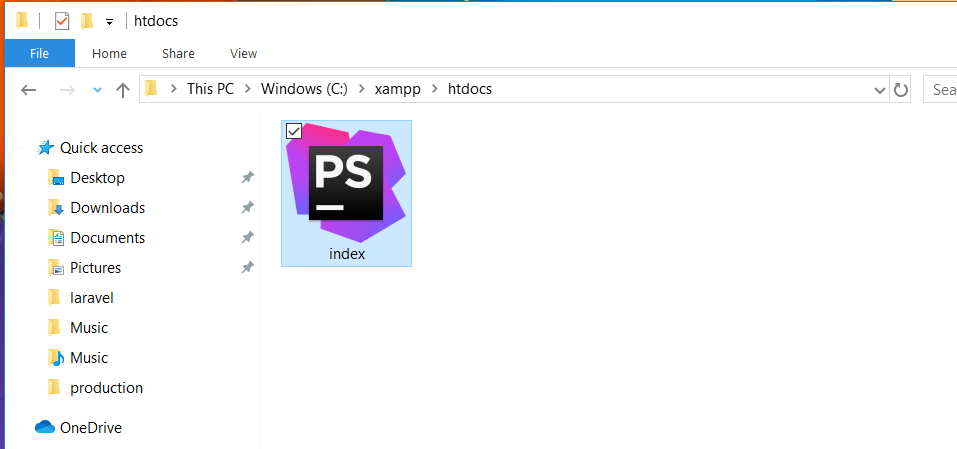 htdocs
File Home Share View
This PC Windows (C:) xampp htdocs
Sea
Quick access
Desktop
Downloads
Documents
Pictures
laravel
Music
Music
production
OneDrive
PS
index